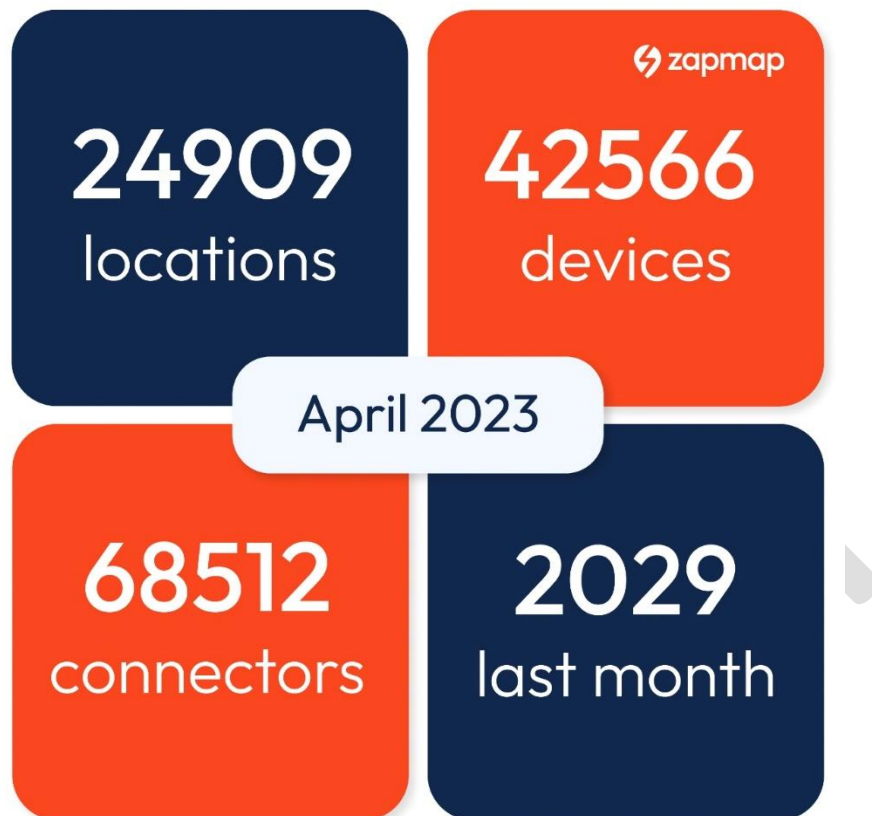 zapmap
24909
locations
42566
devices
April 2023
68512
connectors
2029
last month